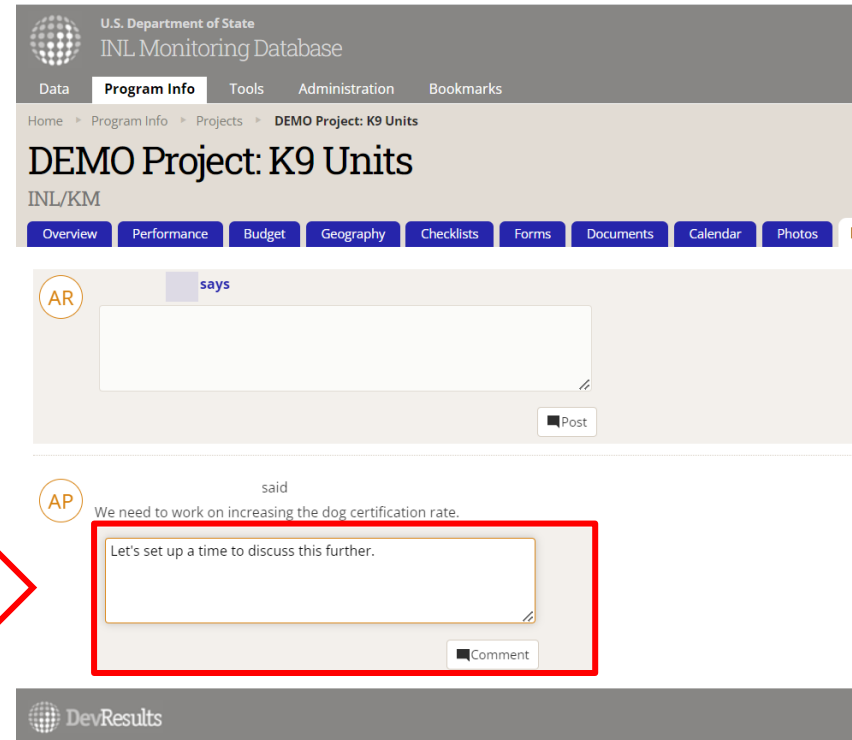 U.S. Department of State
INL Monitoring Database
Data Program Info Tools Administration Bookmarks
Home Program Info Projects DEMO Project: K9 Units
DEMO Project: K9 Units
INL/KM
Overview Performance Budget Geography Checklists Forms Documents Calendar Photos
AR
says
Post
AP
said
We need to work on increasing the dog certification rate.
Let's set up a time to discuss this further.
Comment
DevResults